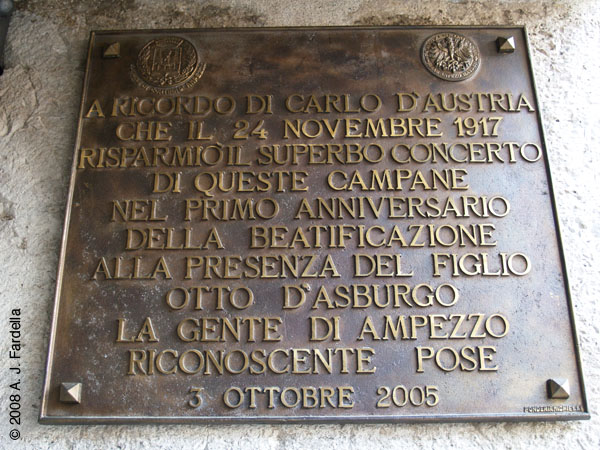 A RICORDO DI CARLO D'AUSTRIA
CHE IL 24 NOVEMBRE 1917
RISPARMIÒ IL SUPERBO CONCERTO
DI QUESTE CAMPANE
NEL PRIMO ANNIVERSARIO
DELLA BEATIFICAZIONE
ALLA PRESENZA DEL FIGLIO
OTTO D'ASBURGO
LA GENTE DI AMPEZZO
RICONOSCENTE POSE
3 OTTOBRE 2005
© 2008 A. J. Fardella